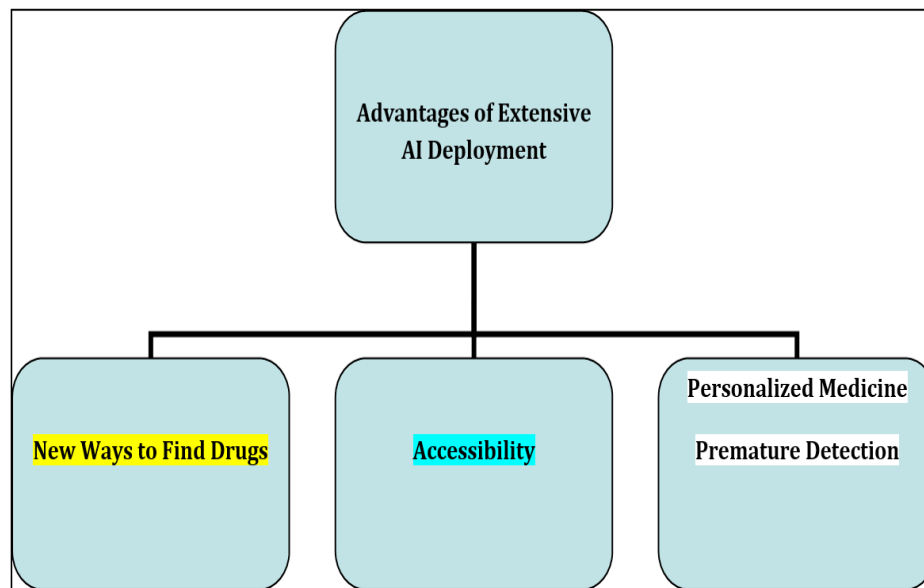 Advantages of Extensive
AI Deployment
New Ways to Find Drugs
Accessibility
Personalized Medicine
Premature Detection